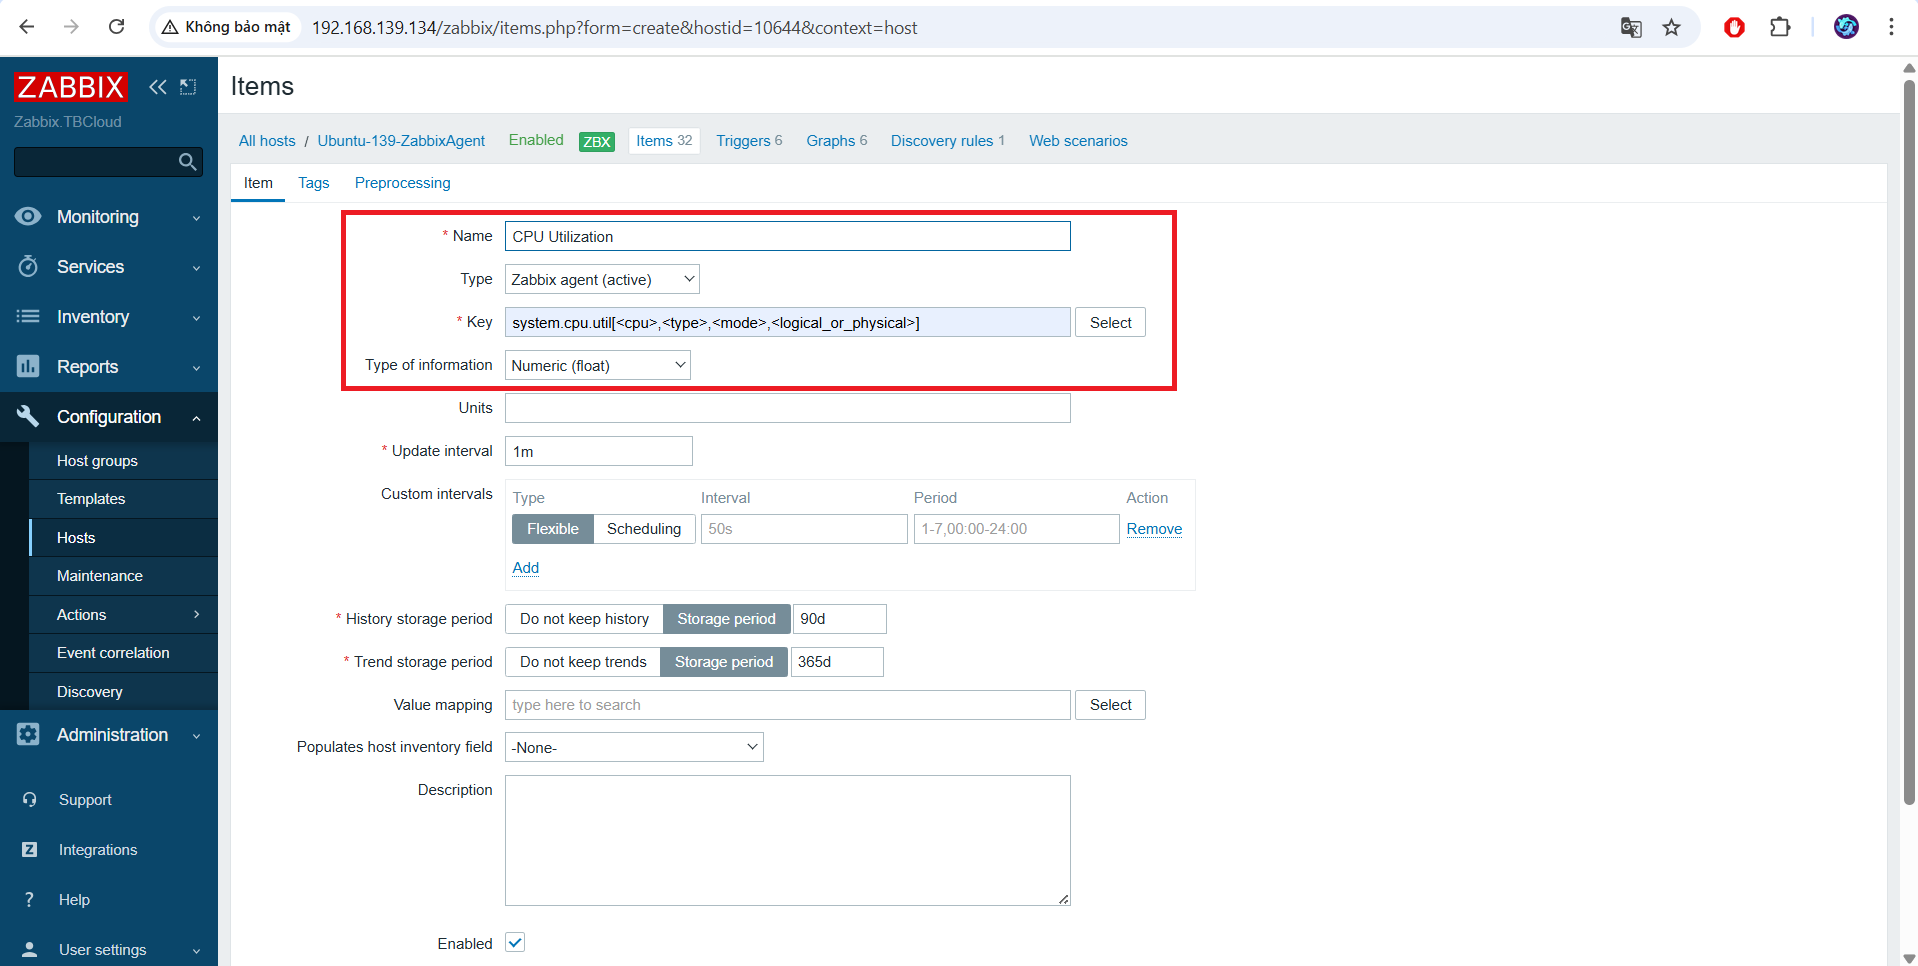 Không bảo mật 192.168.139.134/zabbix/items.php?form=create&hostid=10644&context=host
ZABBIX
Zabbix.TBCloud
Monitoring
Services
Inventory
Reports
Configuration
Host groups
Templates
Hosts
Maintenance
Actions
Event correlation
Discovery
Administration
Support
Z Integrations
? Help
User settings
Items
All hosts / Ubuntu-139-ZabbixAgent Enabled ZBX Items 32 Triggers 6 Graphs 6 Discovery rules 1 Web scenarios
Item Tags Preprocessing
* Name CPU Utilization
Type Zabbix agent (active)
* Key system.cpu.util[<cpu>,<type>,<mode>,<logical_or_physical>] Select
Type of information Numeric (float)
Units
* Update interval 1m
Custom intervals Type Interval Period Action
Flexible Scheduling 50s 1-7,00:00-24:00 Remove
Add
* History storage period Do not keep history Storage period 90d
* Trend storage period Do not keep trends Storage period 365d
Value mapping type here to search Select
Populates host inventory field -None-
Description
Enabled